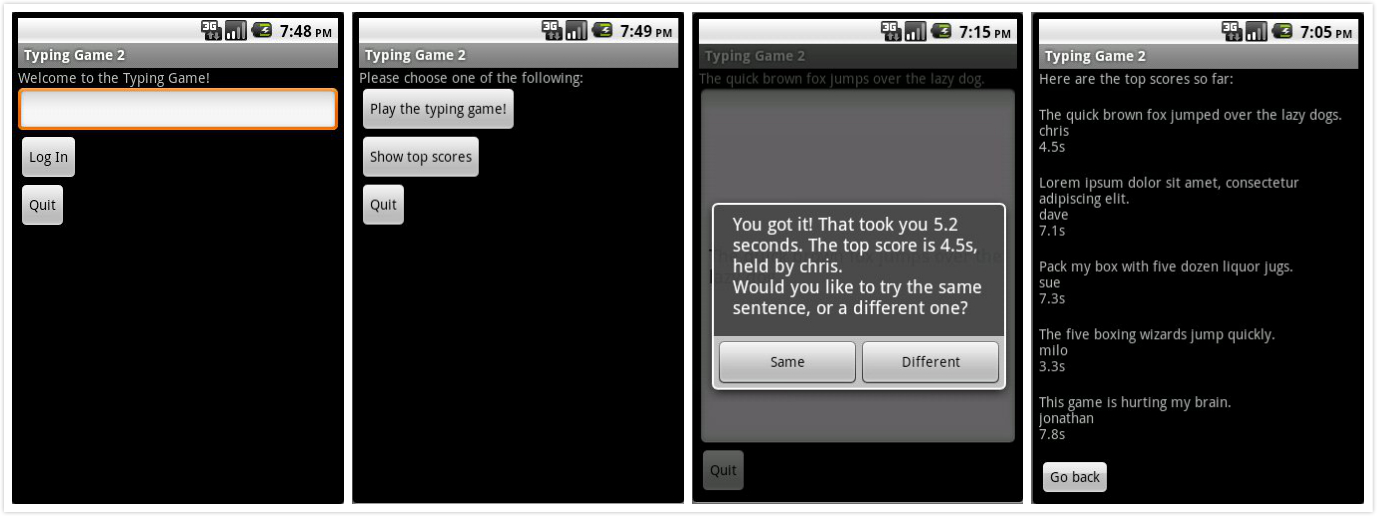 3G 7:48 PM
Typing Game 2
Welcome to the Typing Game!
Log In
Quit
3G 7:49 PM
Typing Game 2
Please choose one of the following:
Play the typing game!
Show top scores
Quit
3G 7:15 PM
Typing Game 2
The quick brown fox jumps over the lazy dog.
You got it! That took you 5.2
seconds. The top score is 4.5s,
held by chris.
Would you like to try the same
sentence, or a different one?
Same
Different
Quit
3G 7:05 PM
Typing Game 2
Here are the top scores so far:
The quick brown fox jumped over the lazy dogs.
chris
4.5s
Lorem ipsum dolor sit amet, consectetur
adipiscing elit.
dave
7.1s
Pack my box with five dozen liquor jugs.
sue
7.3s
The five boxing wizards jump quickly.
milo
3.3s
This game is hurting my brain.
jonathan
7.8s
Go back